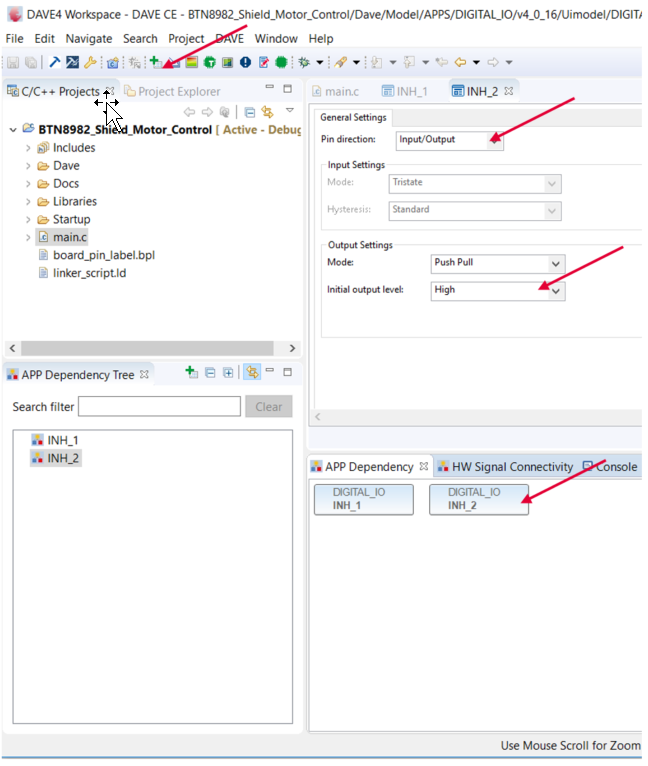 DAVE4 Workspace - DAVE CE - BTN8982_Shield_Motor_Control/Dave/Model/APPS/DIGITAL_IO/v4_0_16/Uimodel/DIGITA
File Edit Navigate Search Project DAVE Window Help
C/C++ Projects Project Explorer
main.c INH_1 INH_2
General Settings
Pin direction: Input/Output
BTN8982_Shield_Motor_Control [ Active - Debug
Includes
Dave
Docs
Libraries
Startup
main.c
board_pin_label.bpl
linker_script.ld
Input Settings
Mode: Tristate
Hysteresis: Standard
Output Settings
Mode: Push Pull
Initial output level: High
APP Dependency Tree
Search filter Clear
INH_1
INH_2
APP Dependency HW Signal Connectivity Console
DIGITAL_IO DIGITAL_IO
INH_1 INH_2
Use Mouse Scroll for Zoom